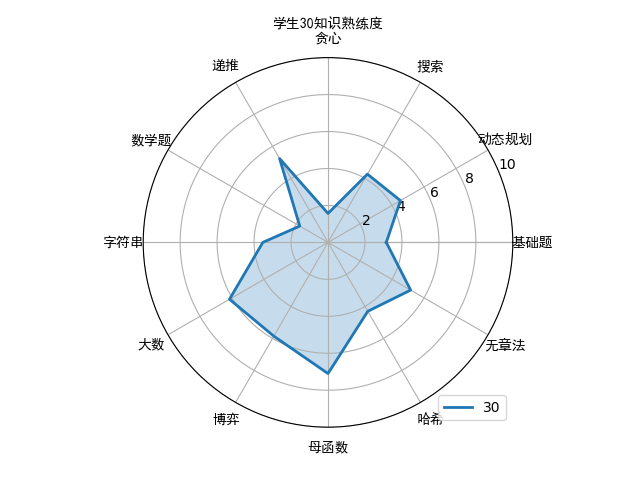 学生30知识熟练度
贪心
递推
搜索
数学题
动态规划
10
8
6
4
2
字符串
基础题
大数
无章法
博弈
哈希
30
母函数